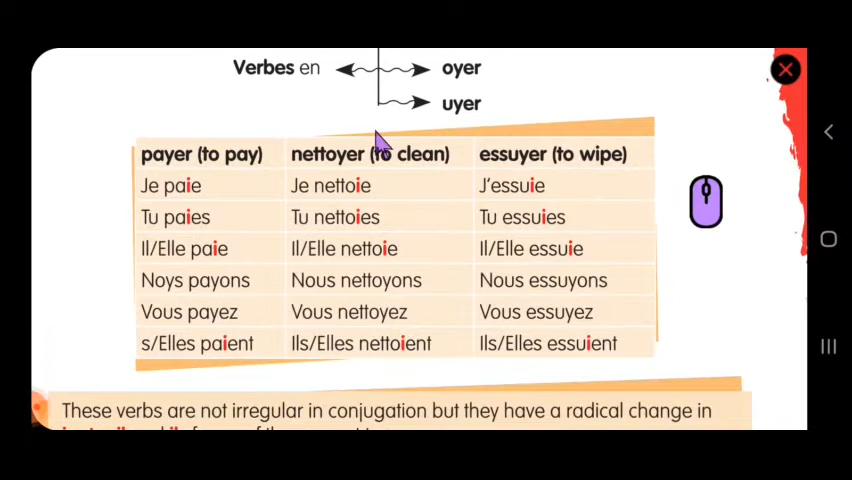 Verbes en oyer
uyer
payer (to pay) nettoyer (to clean) essuyer (to wipe)
Je paie Je nettoie J'essuie
Tu paies Tu nettoies Tu essuies
Il/Elle paie Il/Elle nettoie Il/Elle essuie
Noys payons Nous nettoyons Nous essuyons
Vous payez Vous nettoyez Vous essuyez
s/Elles paient Ils/Elles nettoient Ils/Elles essuient
These verbs are not irregular in conjugation but they have a radical change in